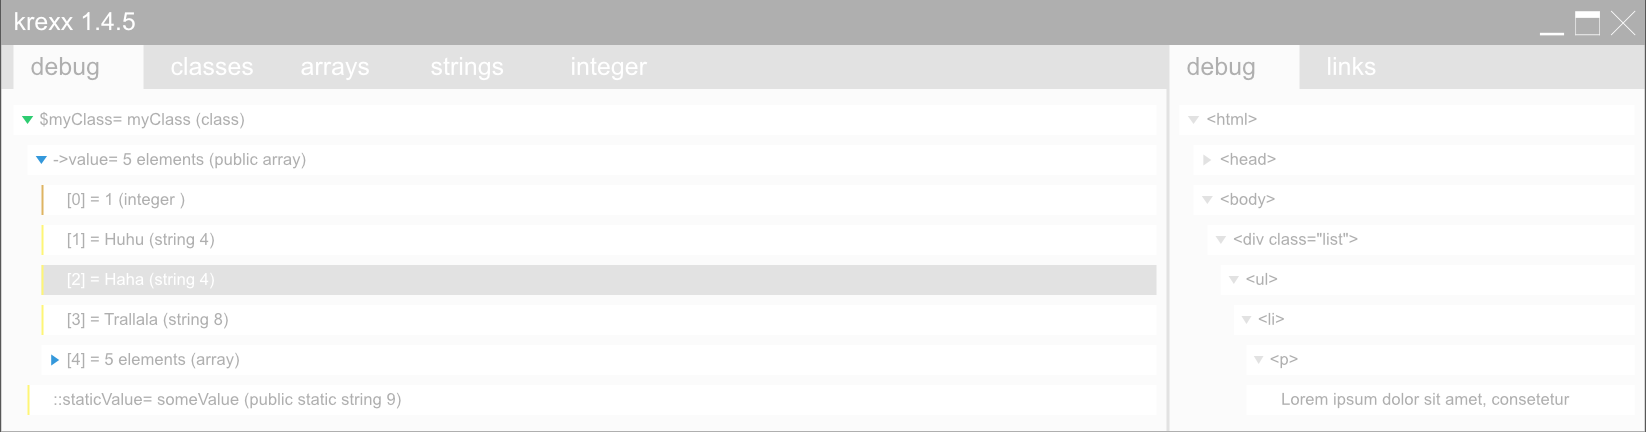 krexx 1.4.5
debug classes arrays strings integer
$myClass= myClass (class)
->value= 5 elements (public array)
[0] = 1 (integer )
[1] = Huhu (string 4)
[2] = Haha (string 4)
[3] = Trallala (string 8)
[4] = 5 elements (array)
::staticValue= someValue (public static string 9)
debug links
<html>
<head>
<body>
<div class="list">
<ul>
<li>
<p>
Lorem ipsum dolor sit amet, consetetur